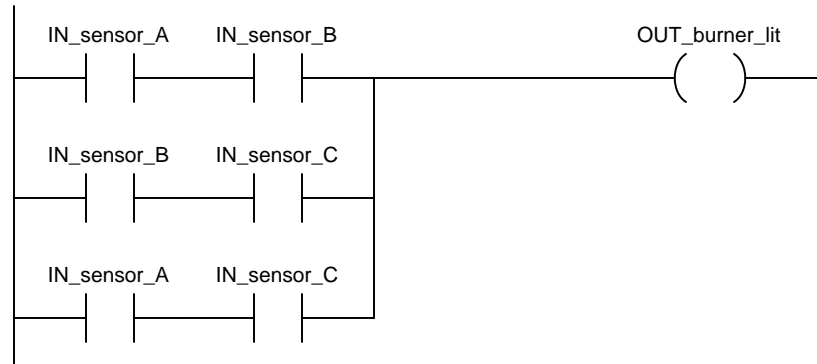 IN_sensor_A IN_sensor_B OUT_burner_lit
IN_sensor_B IN_sensor_C
IN_sensor_A IN_sensor_C